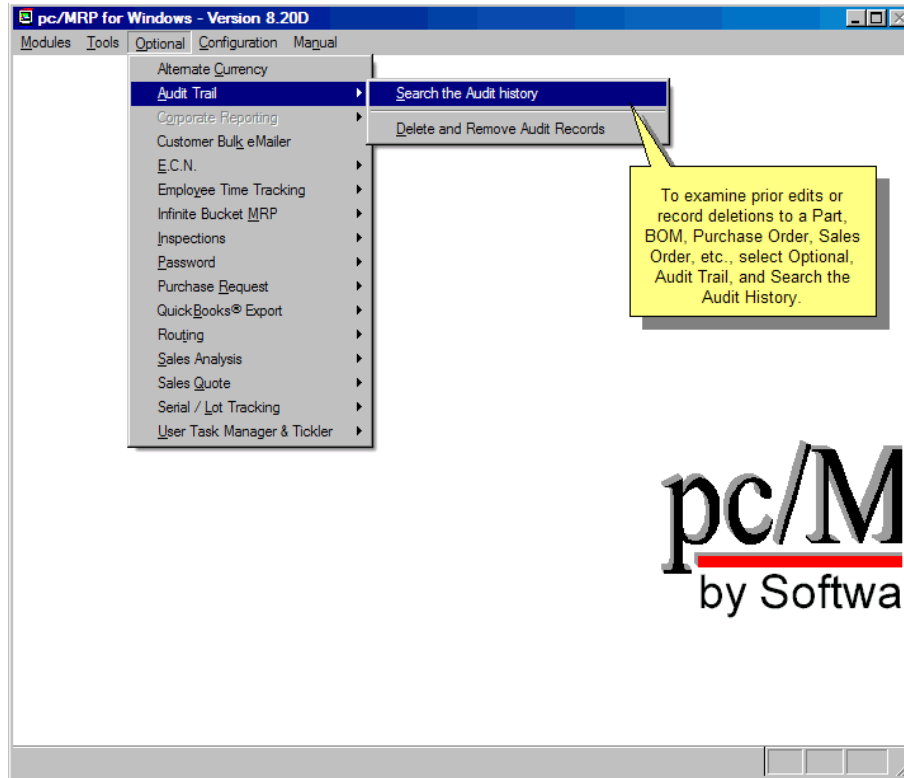 pc/MRP for Windows - Version 8.20D
Modules Tools Optional Configuration Manual
Alternate Currency
Audit Trail
Search the Audit history
Corporate Reporting
Delete and Remove Audit Records
Customer Bulk eMailer
E.C.N.
Employee Time Tracking
Infinite Bucket MRP
Inspections
Password
Purchase Request
QuickBooks® Export
Routing
Sales Analysis
Sales Quote
Serial / Lot Tracking
User Task Manager & Tickler
To examine prior edits or
record deletions to a Part,
BOM, Purchase Order, Sales
Order, etc., select Optional,
Audit Trail, and Search the
Audit History.
pc/M
by Softwa